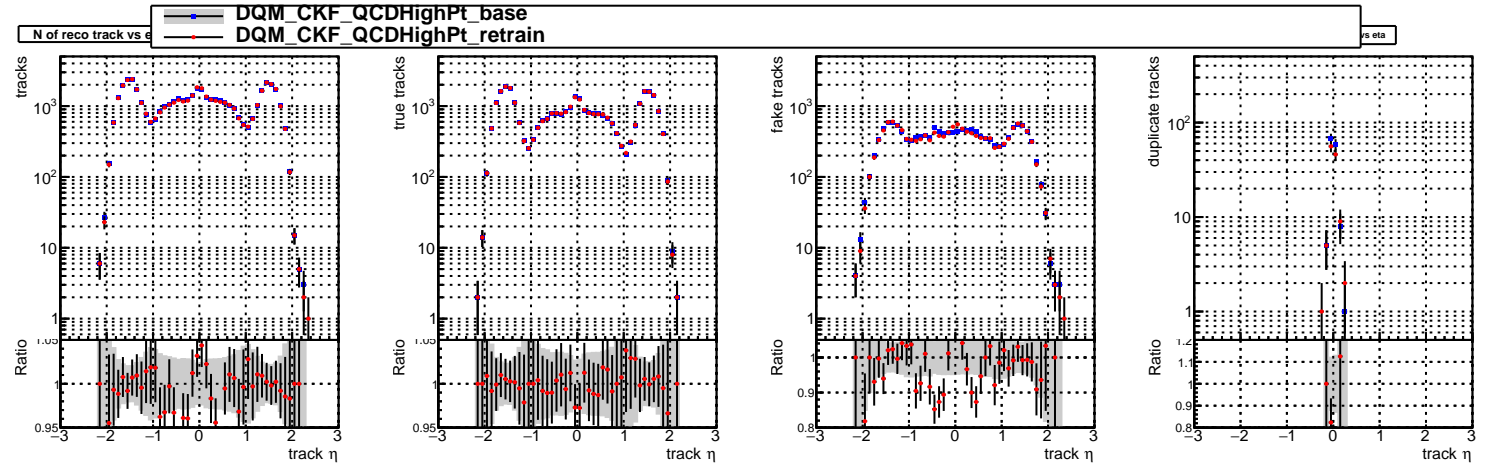 DQM_CKF_QCDHighPt_base
DQM_CKF_QCDHighPt_retrain
N of reco track vs e
vs eta
tracks
10³
10²
10
1
Ratio
1.05
1
0.95
−3 −2 −1 0 1 2 3
track η
true tracks
10³
10²
10
1
Ratio
1.05
1
0.95
−3 −2 −1 0 1 2 3
track η
fake tracks
10³
10²
10
1
Ratio
1
0.9
0.8
−3 −2 −1 0 1 2 3
track η
duplicate tracks
10²
10
1
Ratio
1.2
1.1
1
0.9
0.8
−3 −2 −1 0 1 2 3
track η